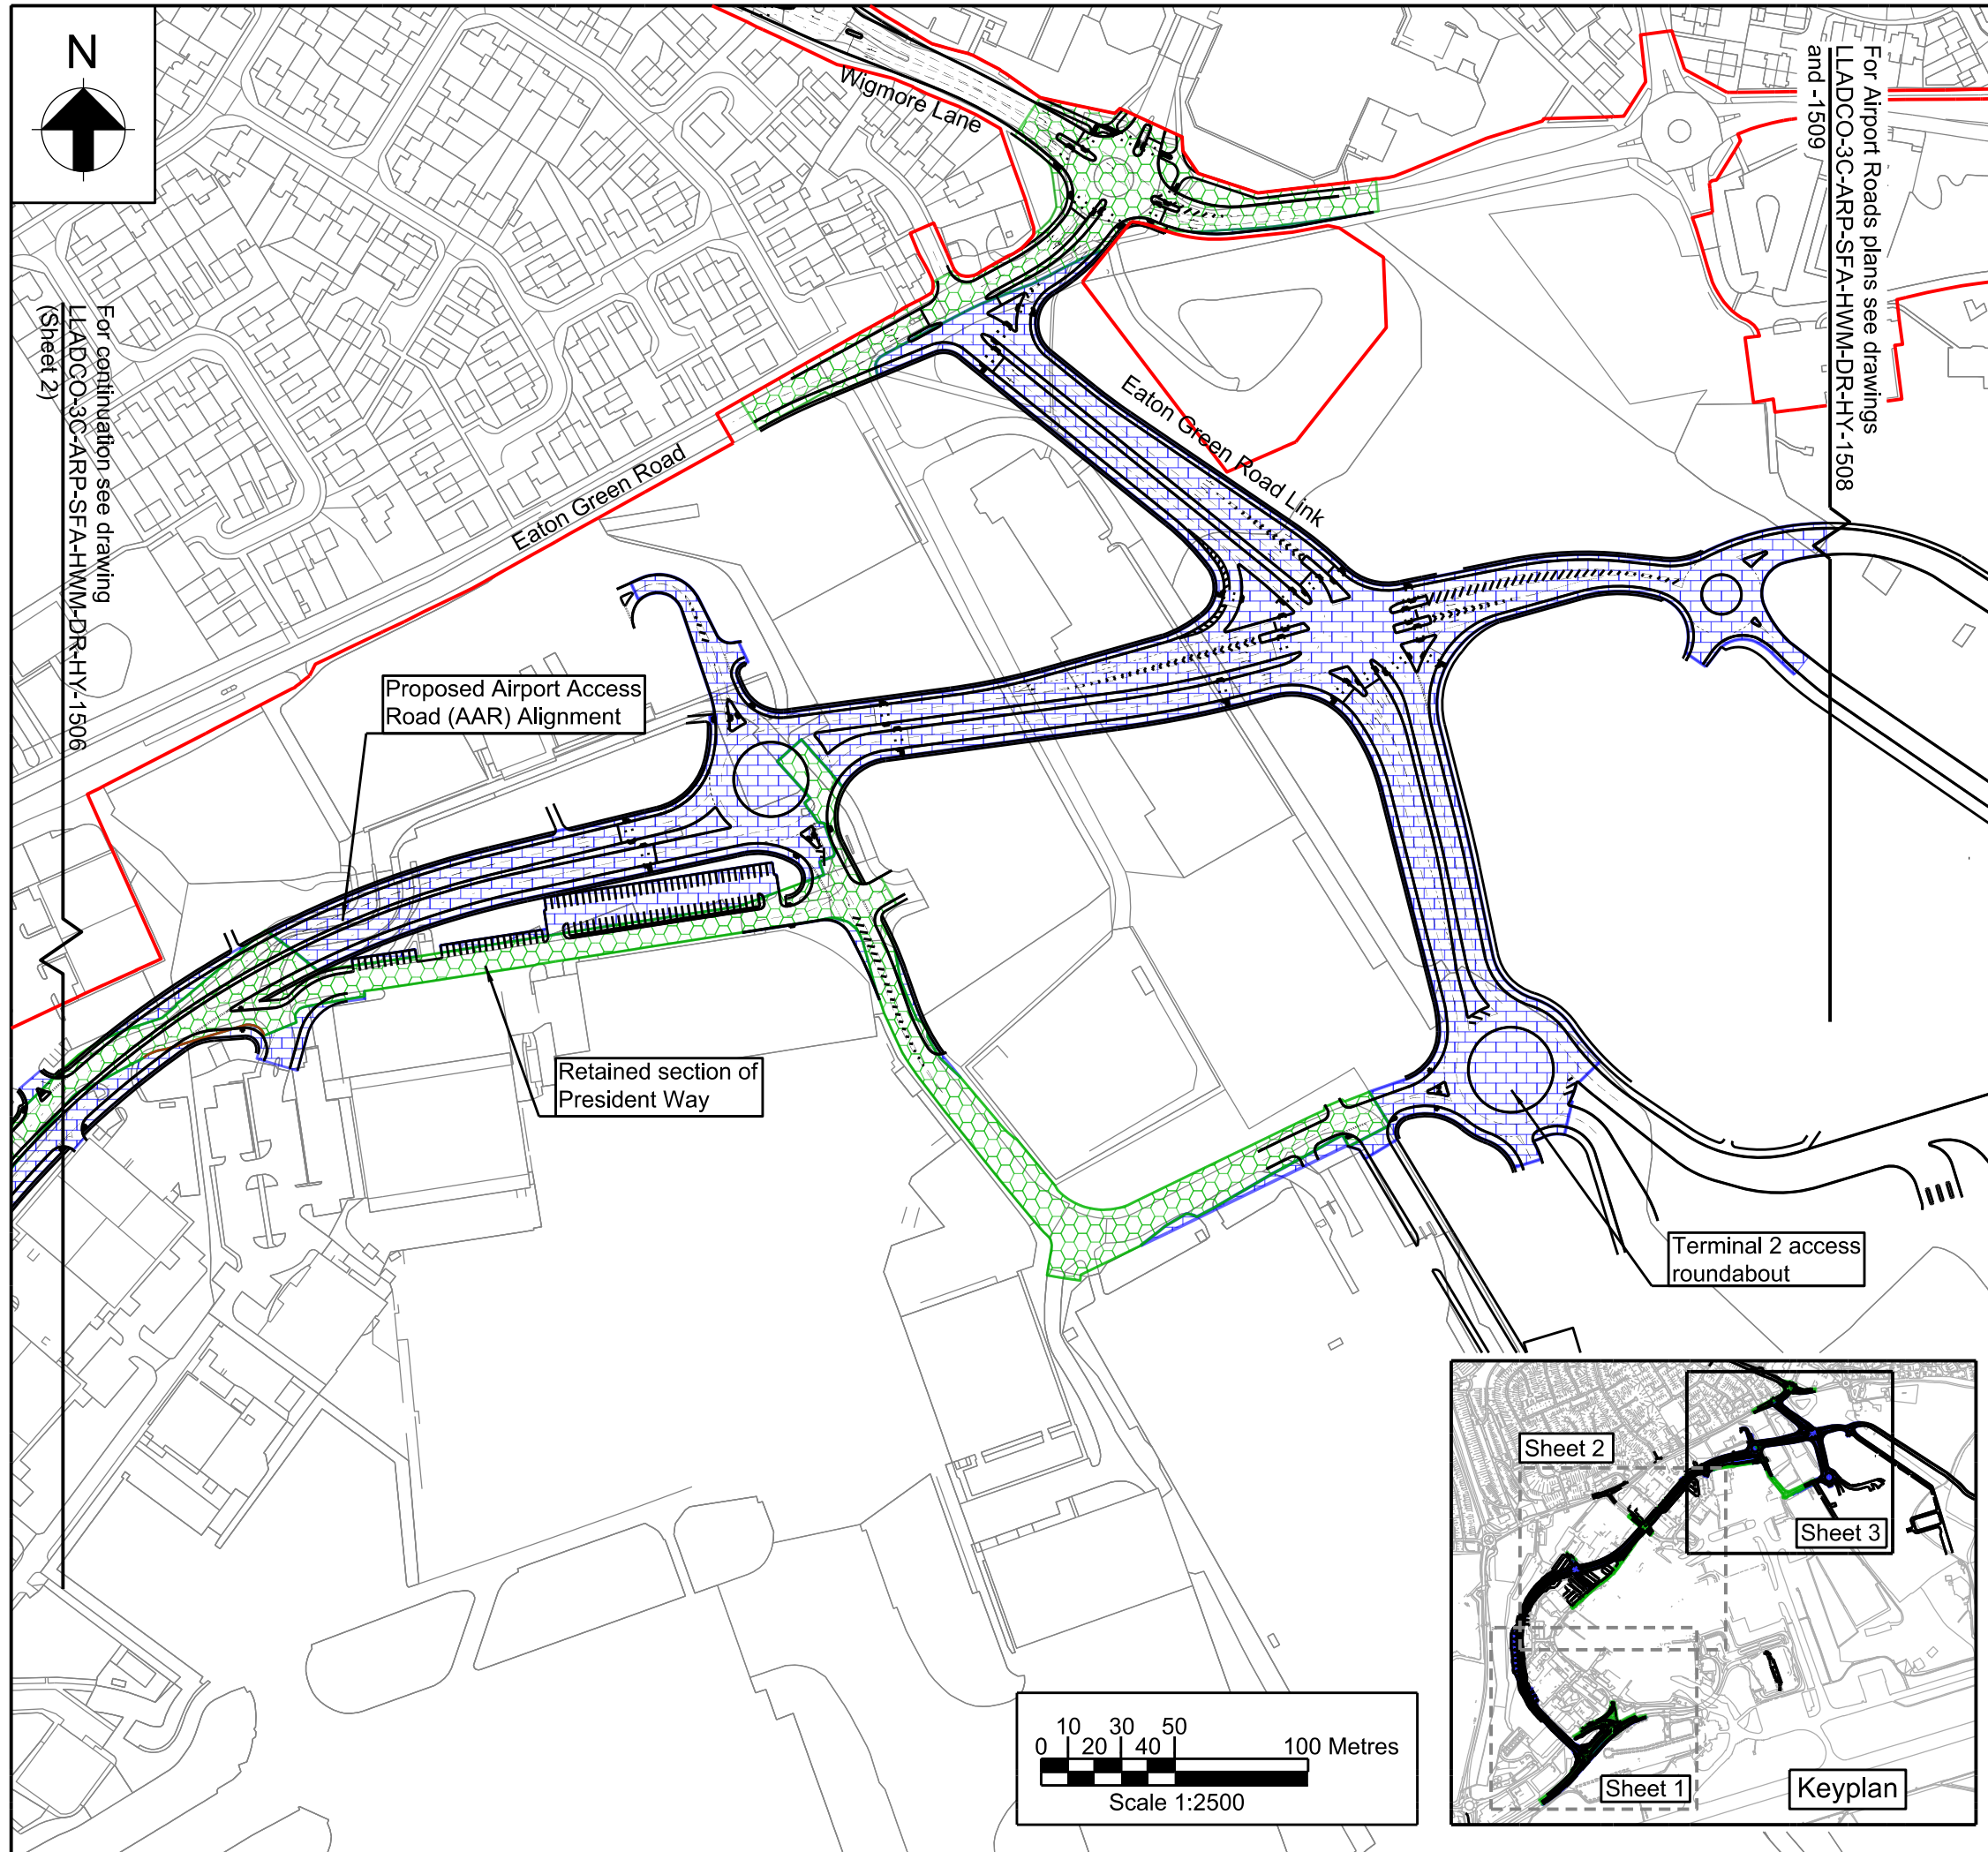 N
Wigmore Lane
For Airport Roads plans see drawings
LLADCO-3C-ARP-SFA-HWM-DR-HY-1508
and -1509
For continuation see drawing
LLADCO-3C-ARP-SFA-HWM-DR-HY-1506
(Sheet 2)
Eaton Green Road Link
Eaton Green Road
Proposed Airport Access
Road (AAR) Alignment
Retained section of
President Way
Terminal 2 access
roundabout
Sheet 2
Sheet 3
Sheet 1
Keyplan
10 30 50
0 20 40 100 Metres
Scale 1:2500